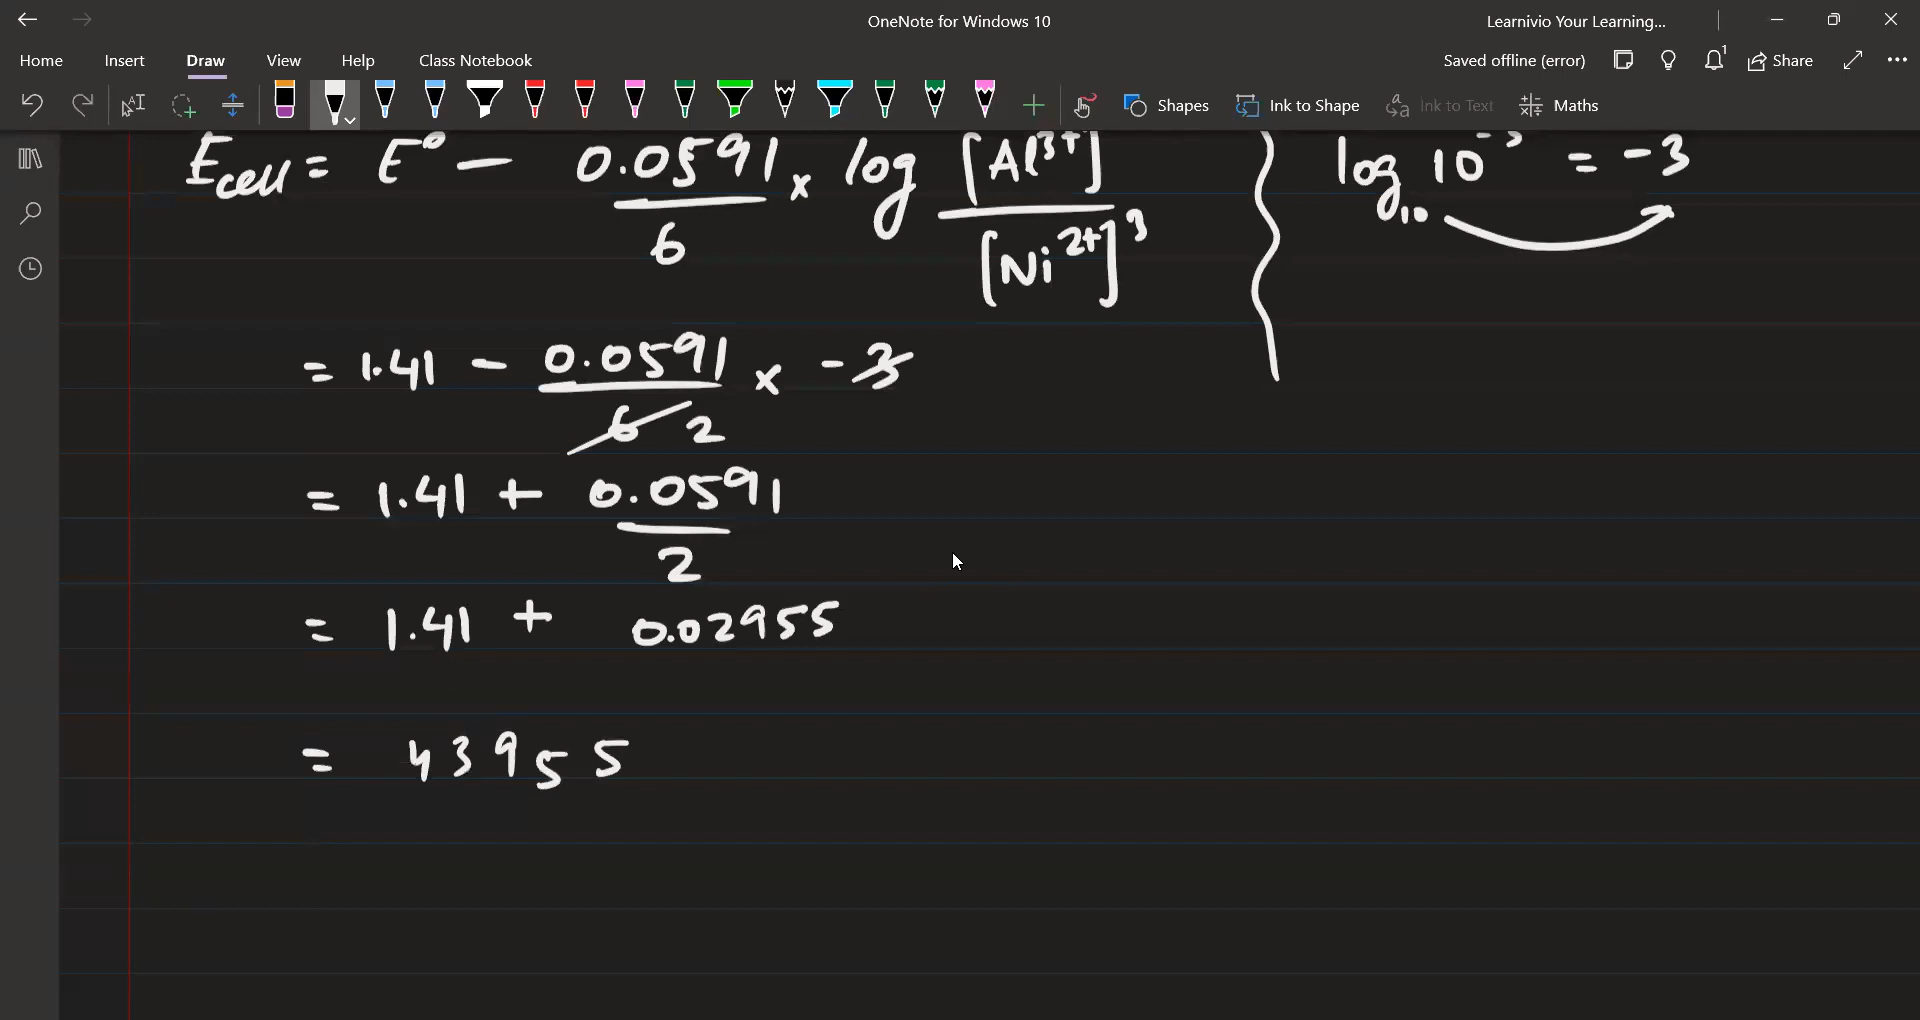 OneNote for Windows 10
Learnivio Your Learning...
Home Insert Draw View Help Class Notebook
Saved offline (error)
1
Share
Shapes
Ink to Shape
Ink to Text
Maths
Ecell = E° - 0.0591/6 x log [Al3+]/[Ni2+]^3
log10 10^-3 = -3
= 1.41 - 0.0591/6 2 x -3
= 1.41 + 0.0591/2
= 1.41 + 0.02955
= 43955